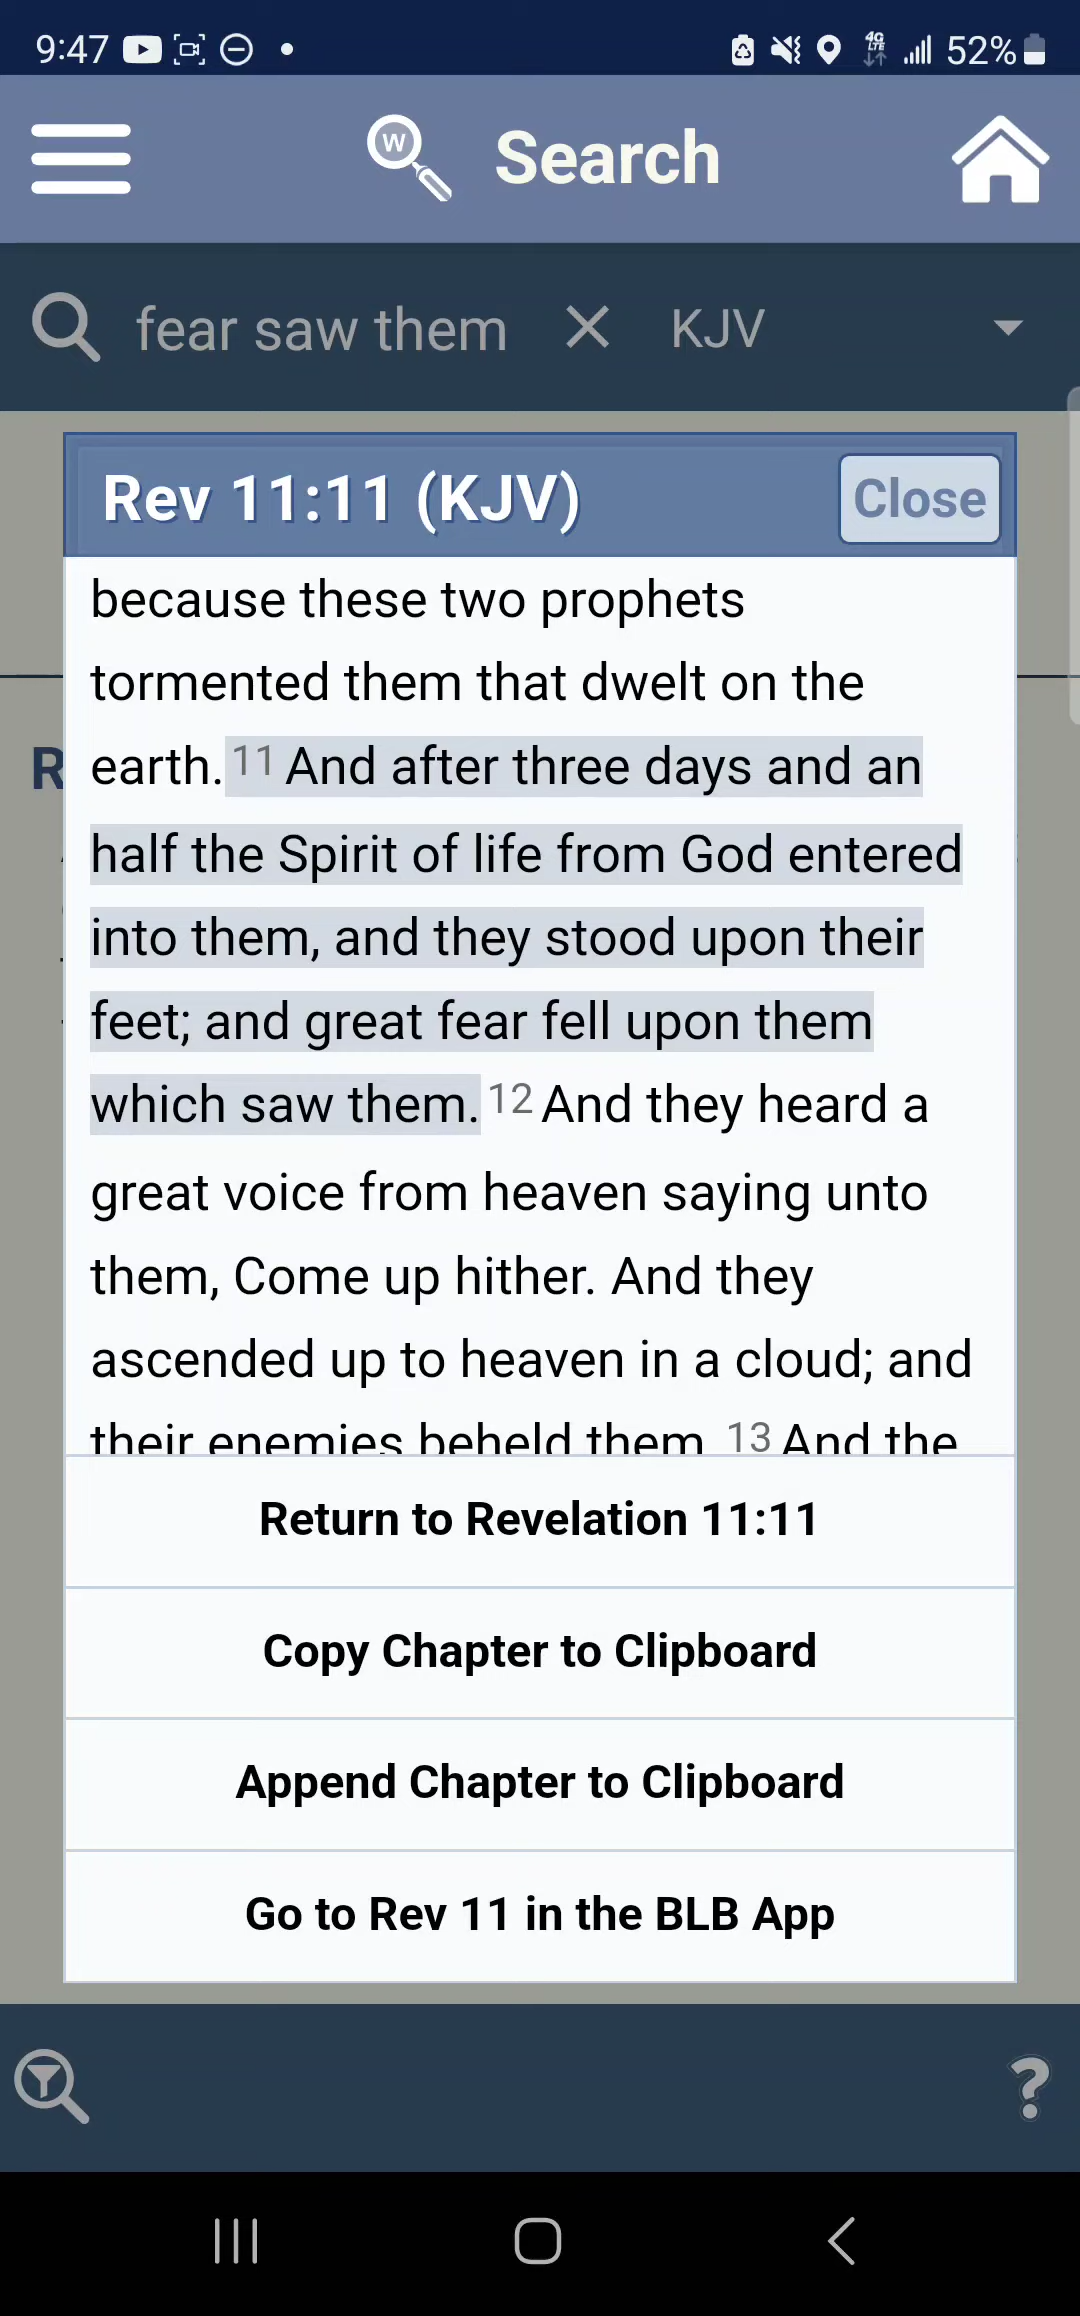 9:47 4G LTE 52%
W Search
fear saw them KJV
Rev 11:11 (KJV) Close
because these two prophets
tormented them that dwelt on the
R earth. 11 And after three days and an
half the Spirit of life from God entered
into them, and they stood upon their
feet; and great fear fell upon them
which saw them. 12 And they heard a
great voice from heaven saying unto
them, Come up hither. And they
ascended up to heaven in a cloud; and
their enemies beheld them. 13 And the
Return to Revelation 11:11
Copy Chapter to Clipboard
Append Chapter to Clipboard
Go to Rev 11 in the BLB App
?